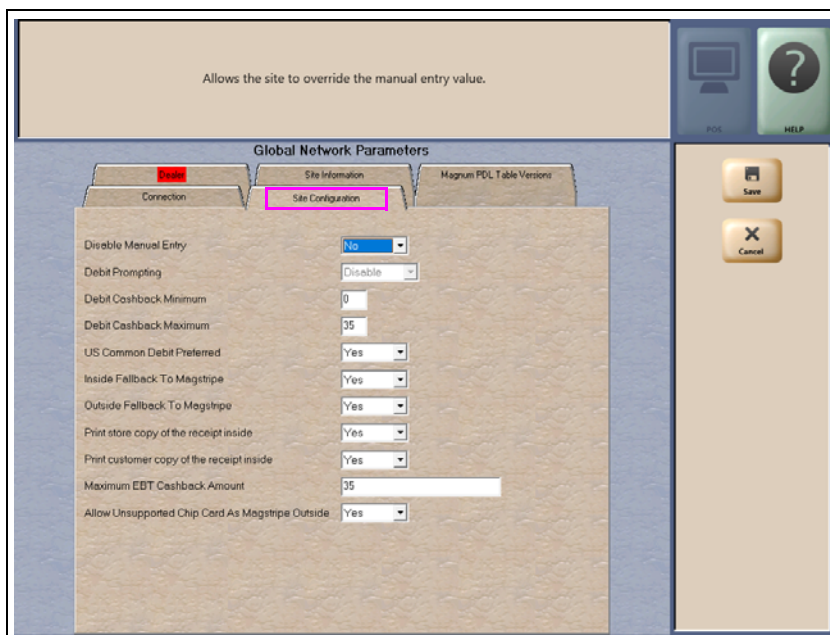 Allows the site to override the manual entry value.
POS
HELP
Global Network Parameters
Dealer
Site Information
Magnum PDL Table Versions
Connection
Site Configuration
Save
Cancel
Disable Manual Entry No
Debit Prompting Disable
Debit Cashback Minimum 0
Debit Cashback Maximum 35
US Common Debit Preferred Yes
Inside Fallback To Magstripe Yes
Outside Fallback To Magstripe Yes
Print store copy of the receipt inside Yes
Print customer copy of the receipt inside Yes
Maximum EBT Cashback Amount 35
Allow Unsupported Chip Card As Magstripe Outside Yes